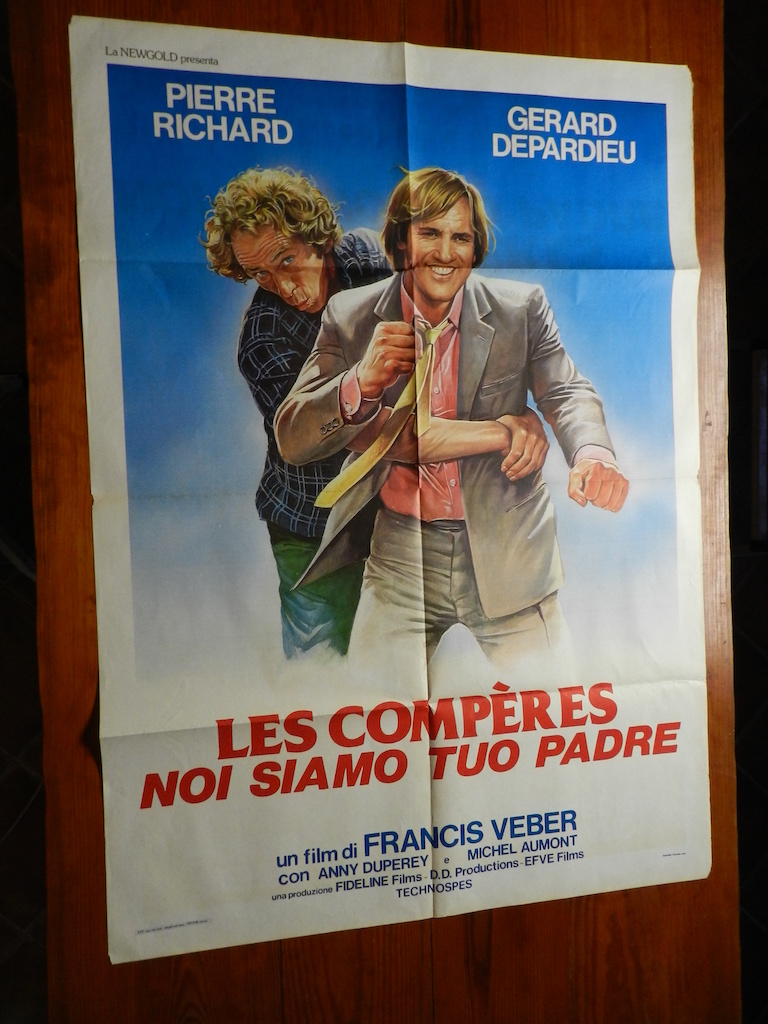 La NEWGOLD presenta
PIERRE
RICHARD
GERARD
DEPARDIEU
LES COMPÈRES
NOI SIAMO TUO PADRE
un film di FRANCIS VEBER
con ANNY DUPEREY e MICHEL AUMONT
una produzione FIDELINE Films - D.D. Productions - EFVE Films
TECHNOSPES